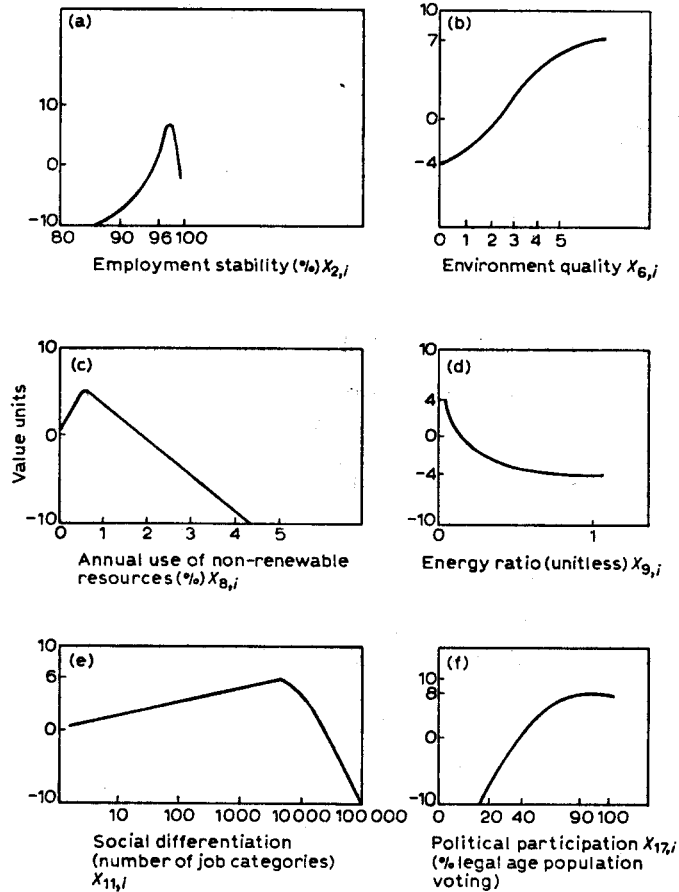 (a)
10
0
-10
80
90
96
100
Employment stability (%) X2,i
(b)
10
7
0
-4
0
1
2
3
4
5
Environment quality X6,i
Value units
(c)
10
0
-10
0
1
2
3
4
5
Annual use of non-renewable
resources (%) X8,i
(d)
10
4
0
-4
-10
0
1
Energy ratio (unitless) X9,i
(e)
10
6
0
-10
10
100
1000
10000
100 000
Social differentiation
(number of job categories)
X11,i
(f)
10
8
0
-10
0
20
40
90
100
Political participation X17,i
(% legal age population
voting)